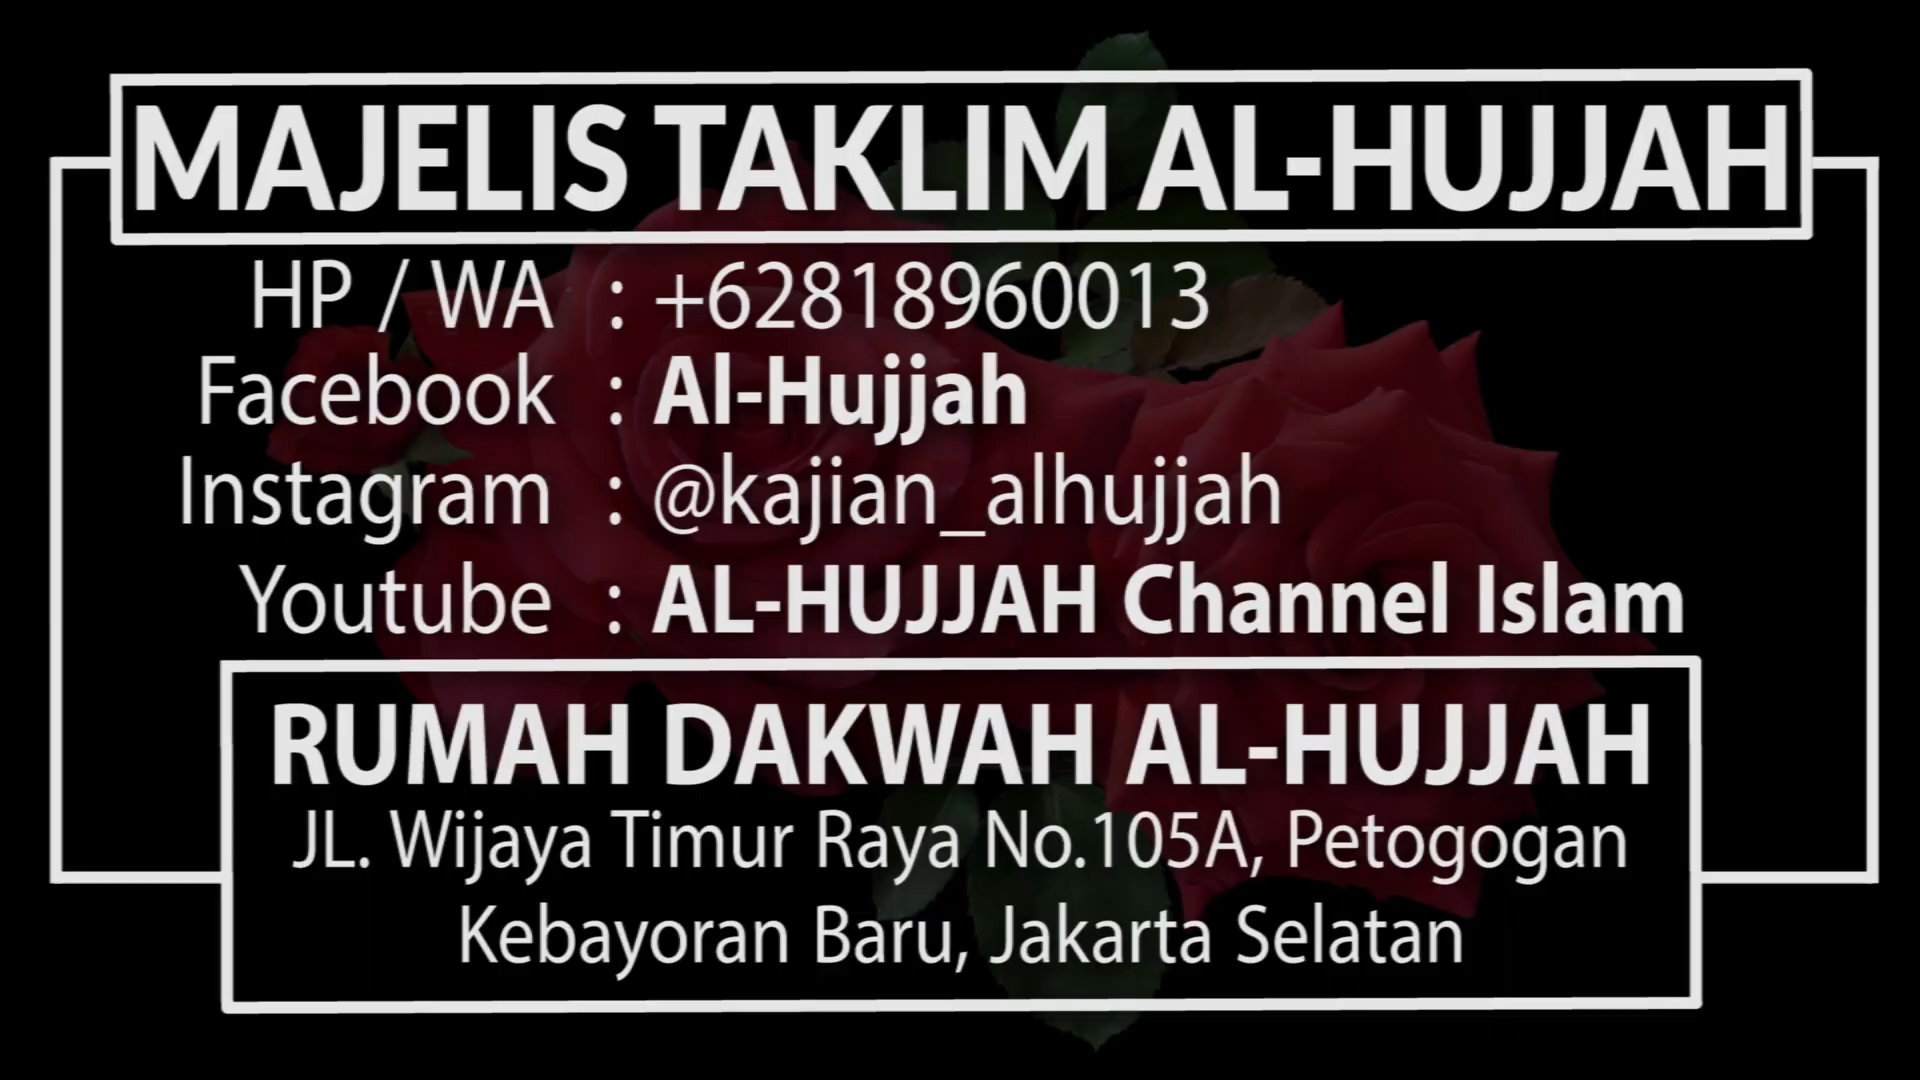 MAJELIS TAKLIM AL-HUJJAH
HP / WA : +62818960013
Facebook : Al-Hujjah
Instagram : @kajian_alhujjah
Youtube : AL-HUJJAH Channel Islam
RUMAH DAKWAH AL-HUJJAH
JL. Wijaya Timur Raya No.105A, Petogogan
Kebayoran Baru, Jakarta Selatan